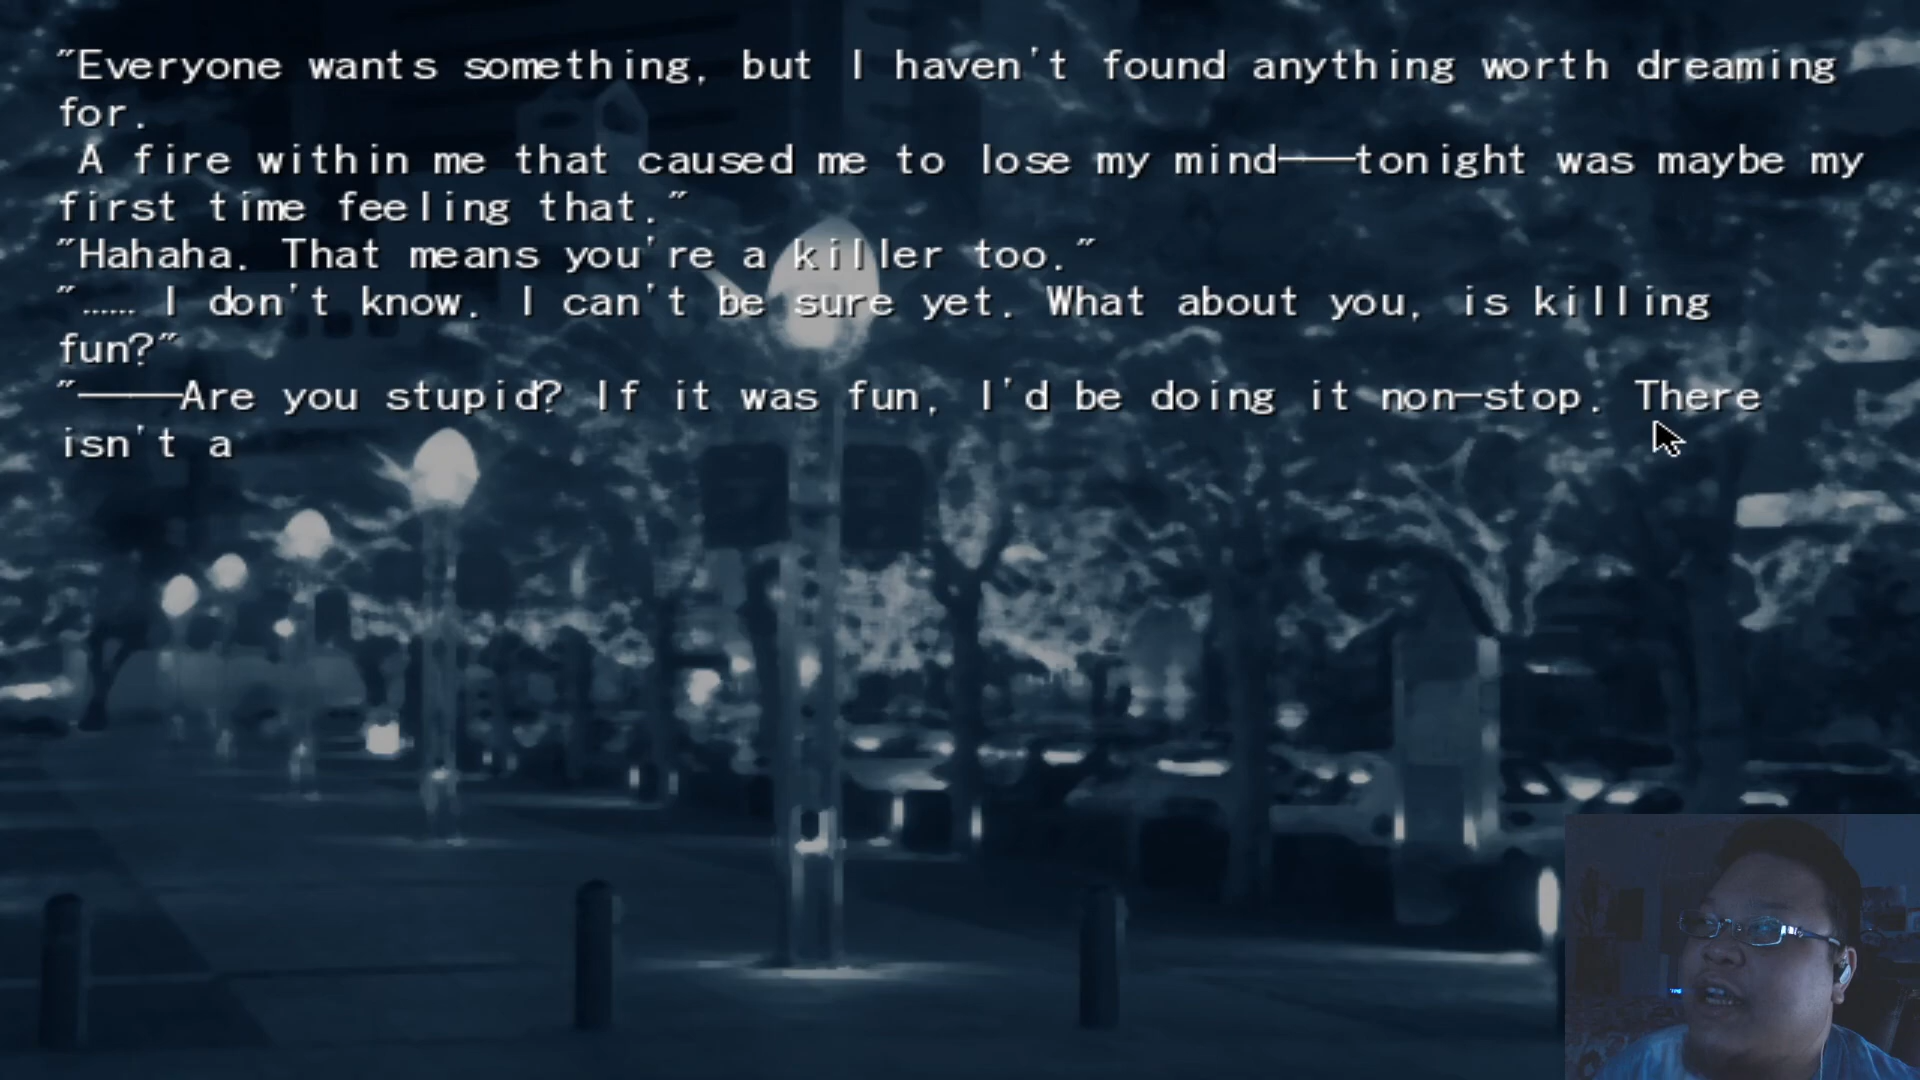 "Everyone wants something, but I haven't found anything worth dreaming
for.
A fire within me that caused me to lose my mind───tonight was maybe my
first time feeling that."
"Hahaha. That means you're a killer too."
"…… I don't know. I can't be sure yet. What about you, is killing
fun?"
"────Are you stupid? If it was fun, I'd be doing it non-stop. There
isn't a